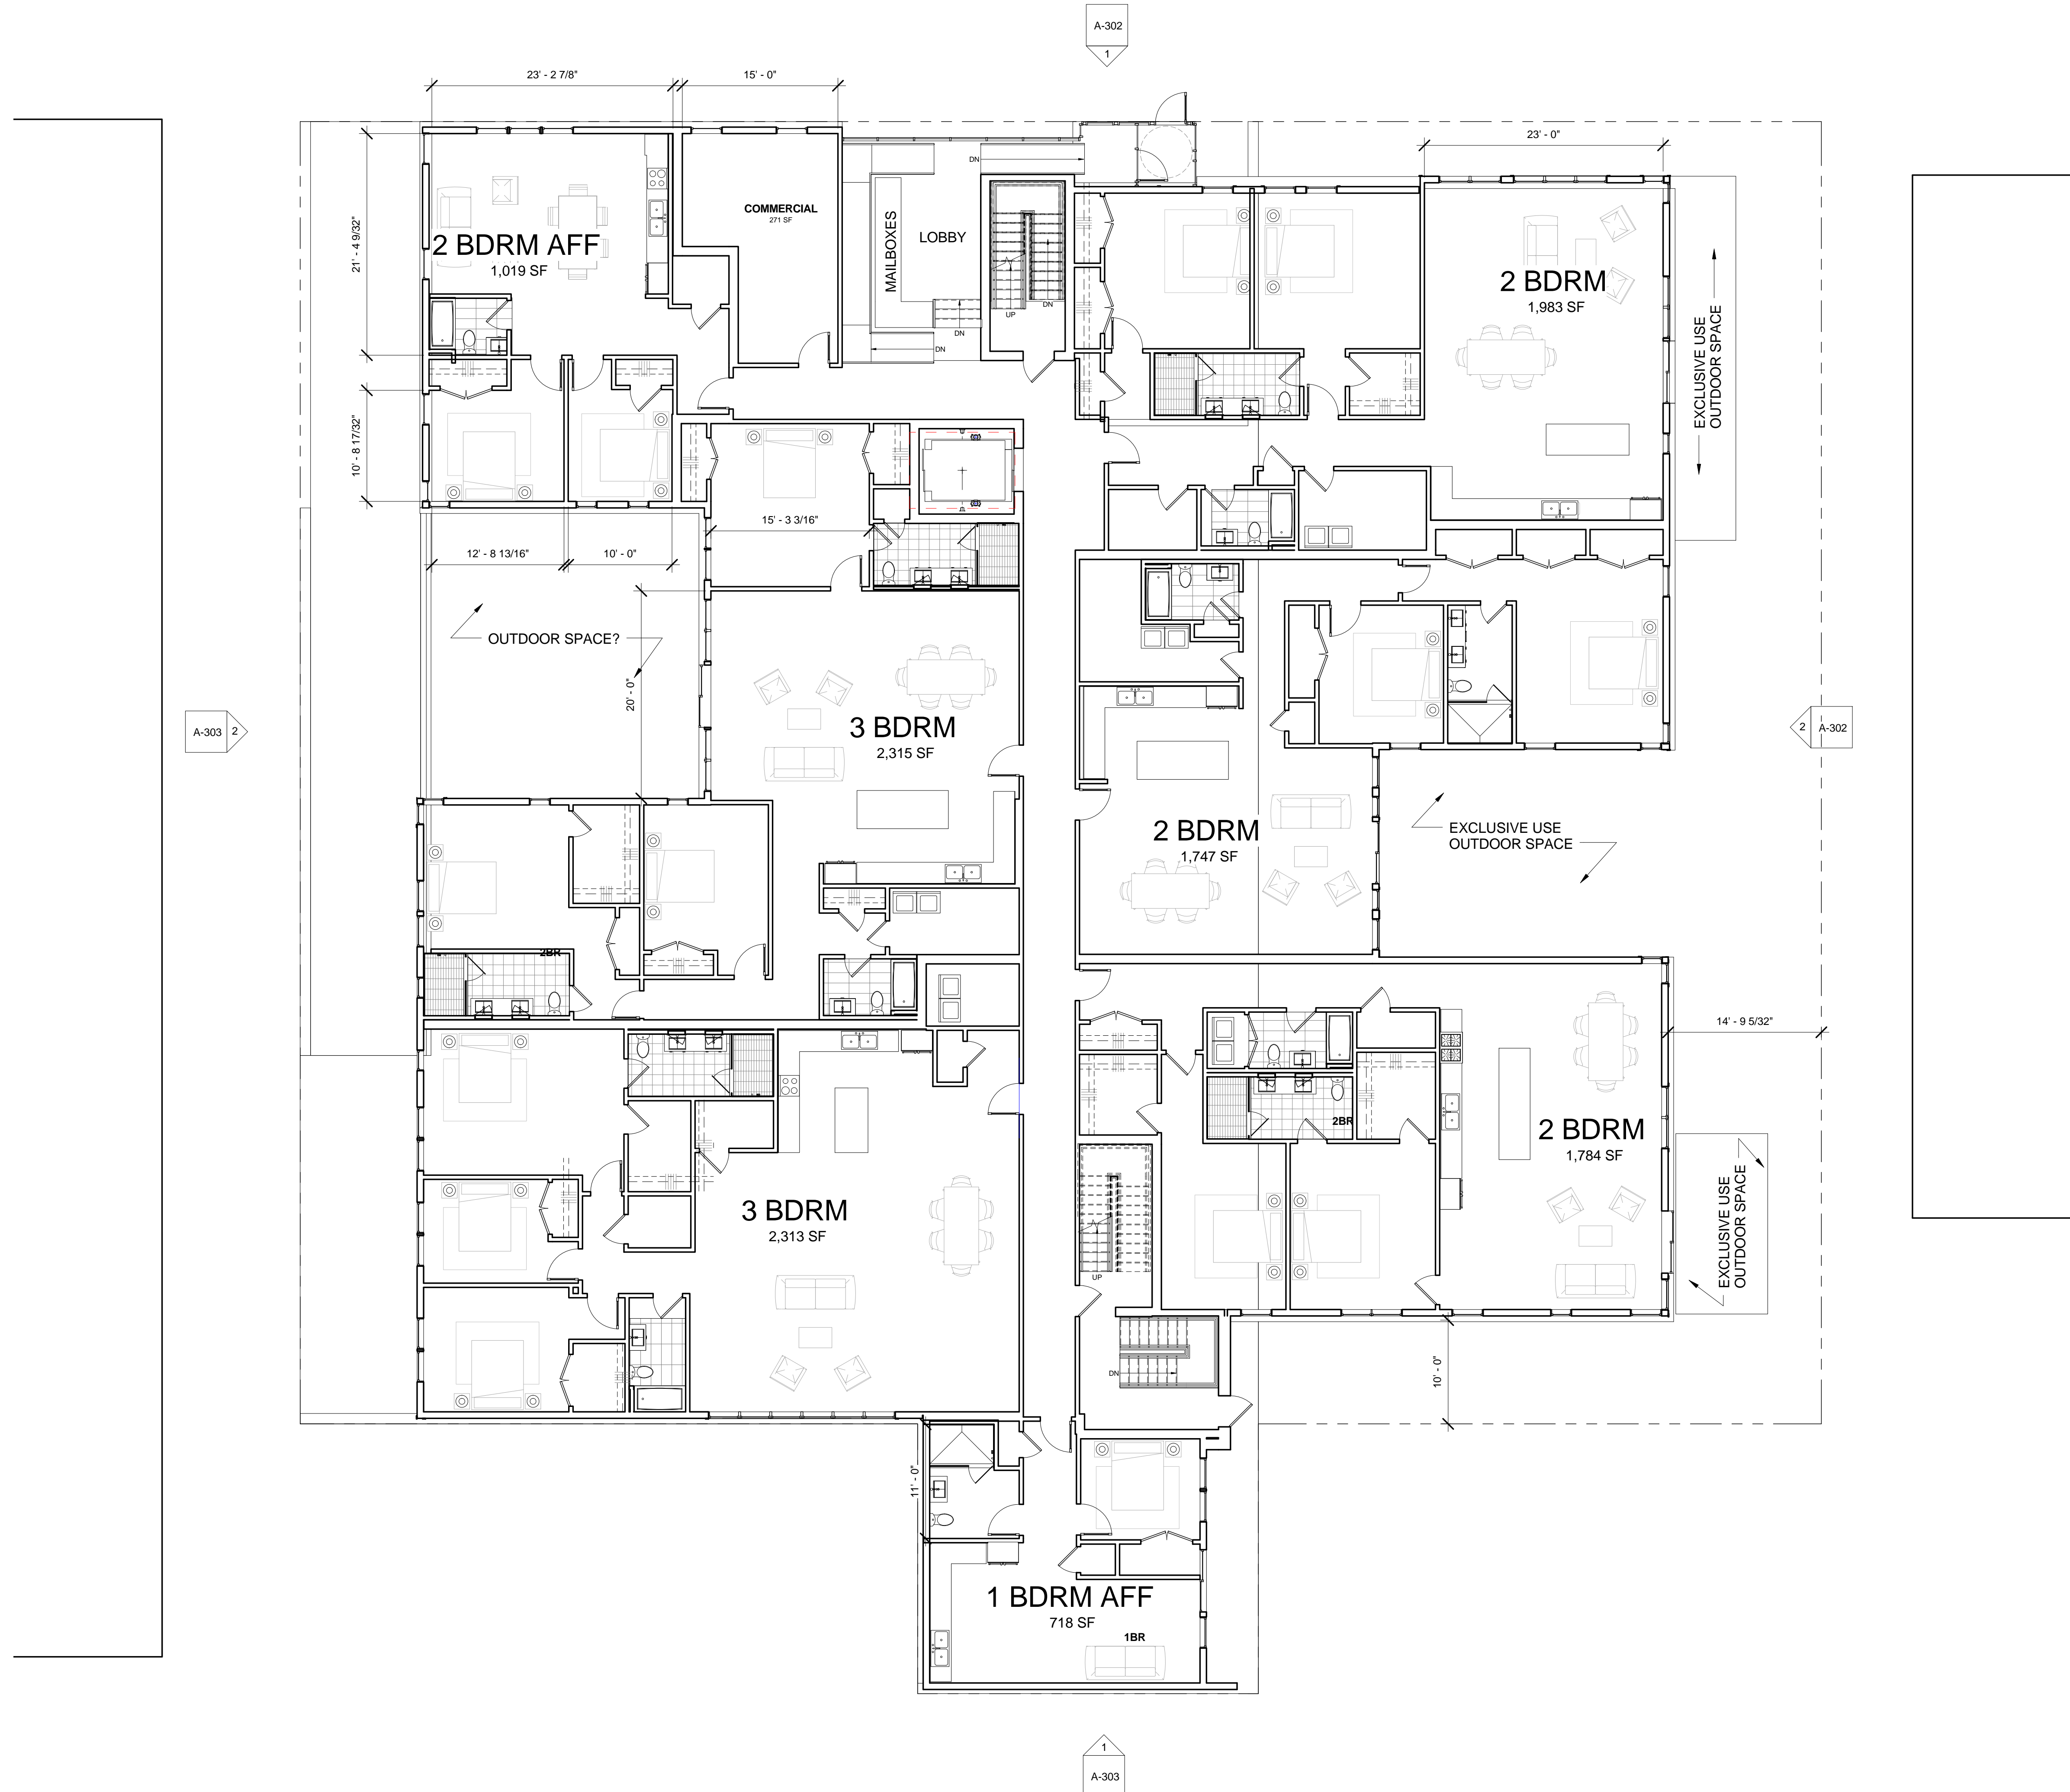 A-302
1
23' - 2 7/8"
15' - 0"
23' - 0"
21' - 4 9/32"
10' - 8 17/32"
2 BDRM AFF
1,019 SF
COMMERCIAL
271 SF
MAILBOXES
LOBBY
DN
DN
DN
UP
DN
2 BDRM
1,983 SF
EXCLUSIVE USE
OUTDOOR SPACE
12' - 8 13/16"
10' - 0"
15' - 3 3/16"
OUTDOOR SPACE?
20' - 0"
A-303
2
3 BDRM
2,315 SF
2
A-302
2 BDRM
1,747 SF
EXCLUSIVE USE
OUTDOOR SPACE
2BR
14' - 9 5/32"
2BR
2 BDRM
1,784 SF
EXCLUSIVE USE
OUTDOOR SPACE
3 BDRM
2,313 SF
UP
DN
10' - 0"
11' - 0"
1 BDRM AFF
718 SF
1BR
1
A-303